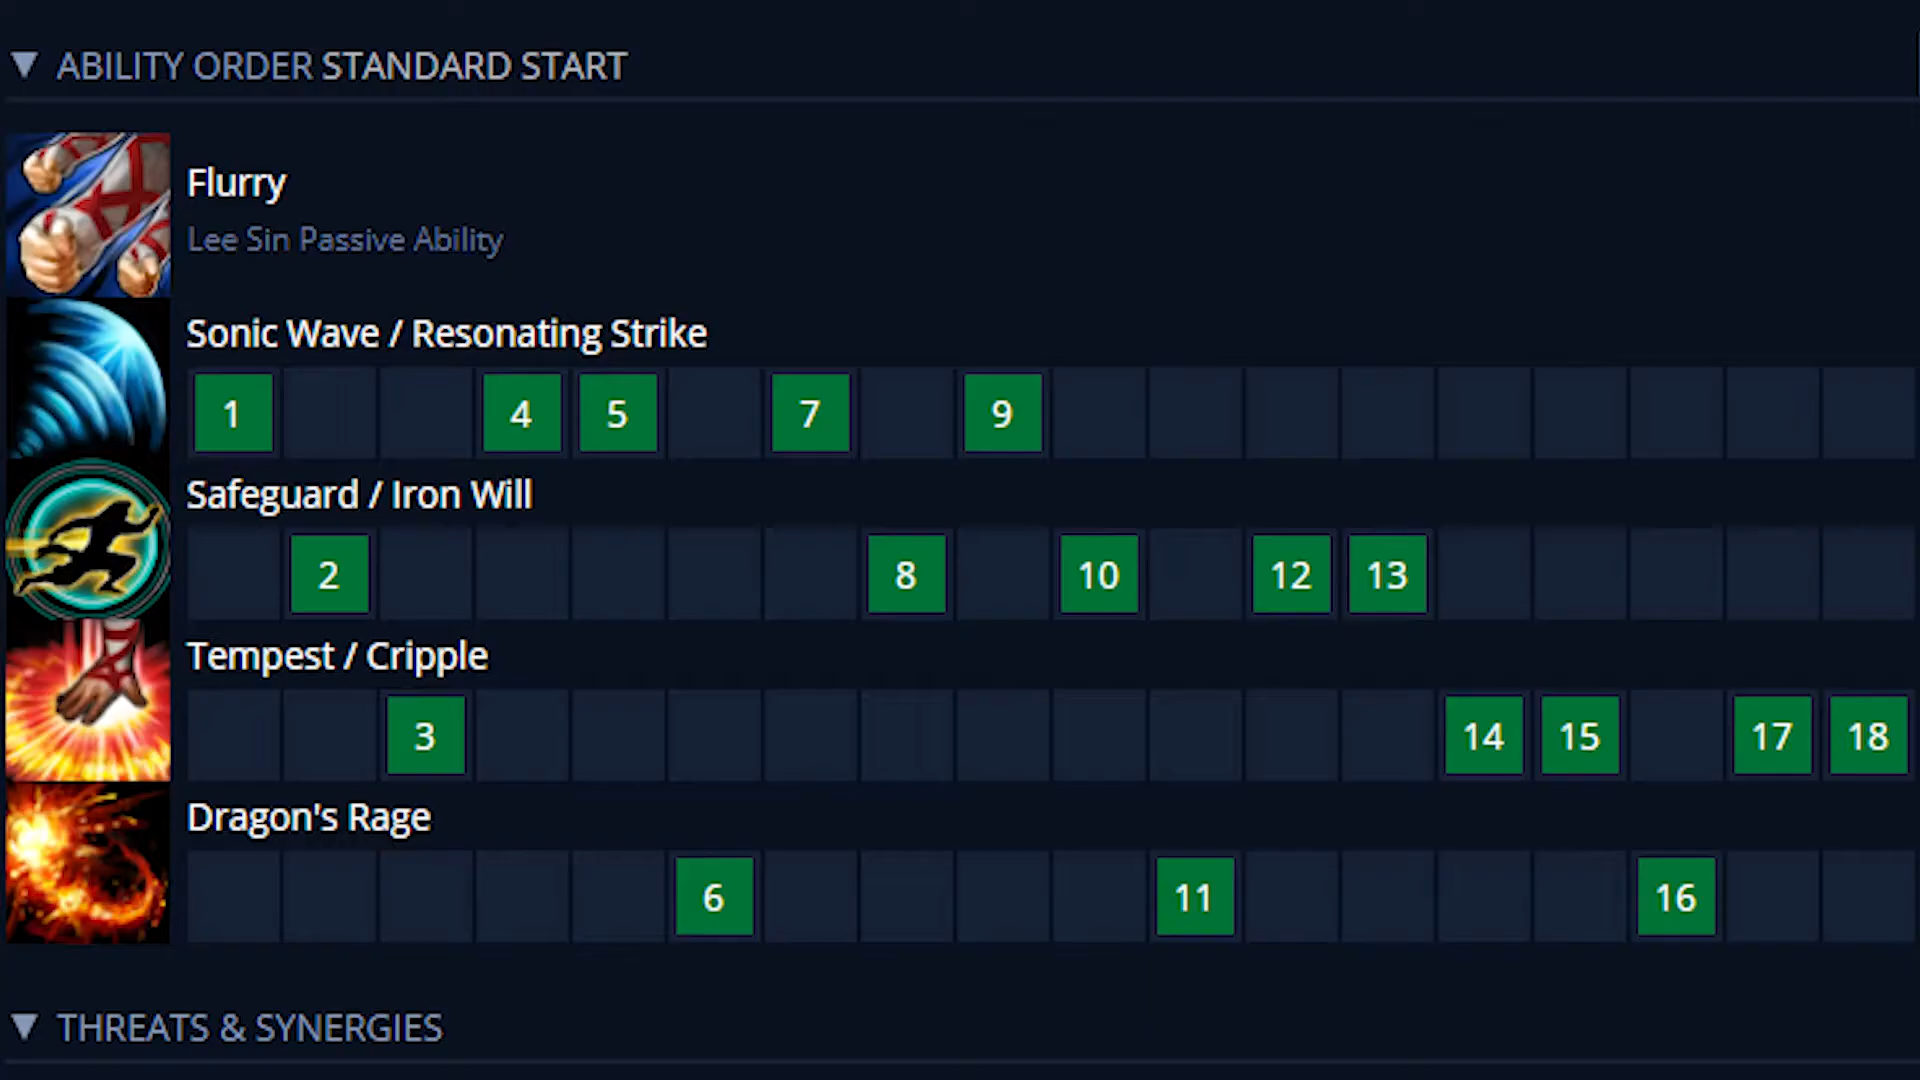 ▼ ABILITY ORDER STANDARD START
Flurry
Lee Sin Passive Ability
Sonic Wave / Resonating Strike
1 4 5 7 9
Safeguard / Iron Will
2 8 10 12 13
Tempest / Cripple
3 14 15 17 18
Dragon's Rage
6 11 16
▼ THREATS & SYNERGIES